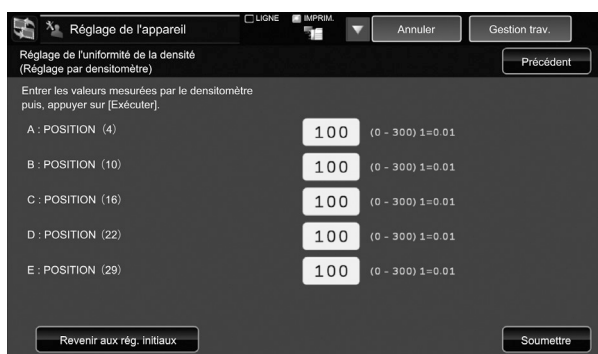 Réglage de l'appareil
LIGNE
IMPRIM.
Annuler
Gestion trav.
Réglage de l'uniformité de la densité
(Réglage par densitomètre)
Précédent
Entrer les valeurs mesurées par le densitomètre
puis, appuyer sur [Exécuter].
A : POSITION (4) 100 (0 - 300) 1=0.01
B : POSITION (10) 100 (0 - 300) 1=0.01
C : POSITION (16) 100 (0 - 300) 1=0.01
D : POSITION (22) 100 (0 - 300) 1=0.01
E : POSITION (29) 100 (0 - 300) 1=0.01
Revenir aux rég. initiaux
Soumettre